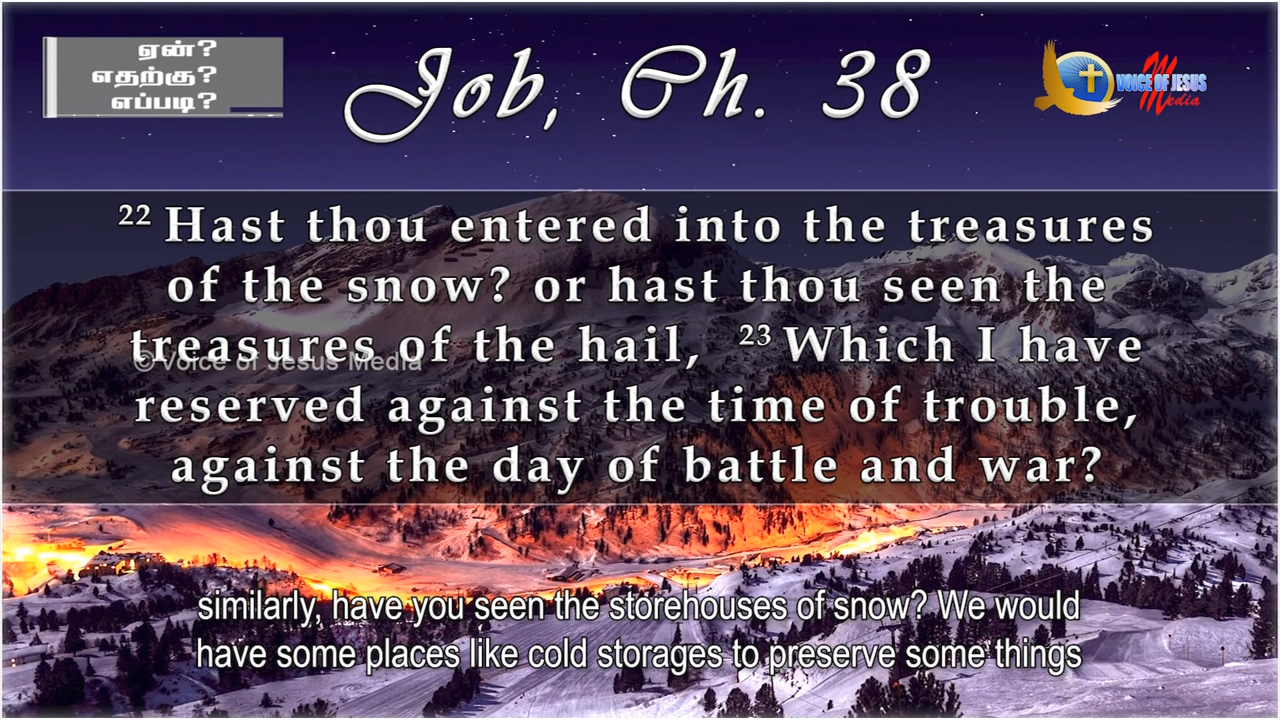 ஏன்?
எதற்கு?
எப்படி?
Job, Ch. 38
VOICE OF JESUS
Media
22 Hast thou entered into the treasures
of the snow? or hast thou seen the
treasures of the hail, 23 Which I have
© Voice of Jesus Media
reserved against the time of trouble,
against the day of battle and war?
similarly, have you seen the storehouses of snow? We would
have some places like cold storages to preserve some things